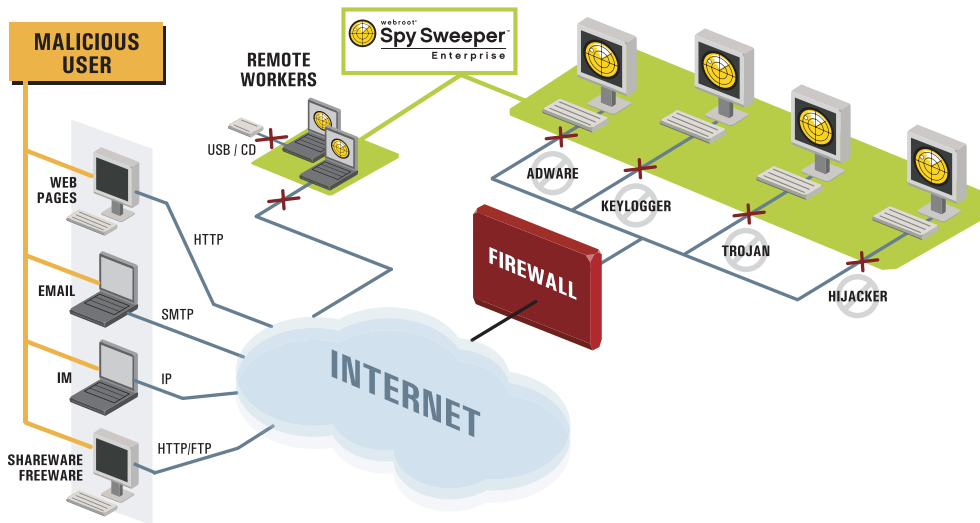 MALICIOUS
USER
REMOTE
WORKERS
webroot®
Spy Sweeper™
Enterprise
USB / CD
WEB
PAGES
HTTP
EMAIL
SMTP
IM
IP
SHAREWARE
FREEWARE
HTTP/FTP
INTERNET
FIREWALL
ADWARE
KEYLOGGER
TROJAN
HIJACKER